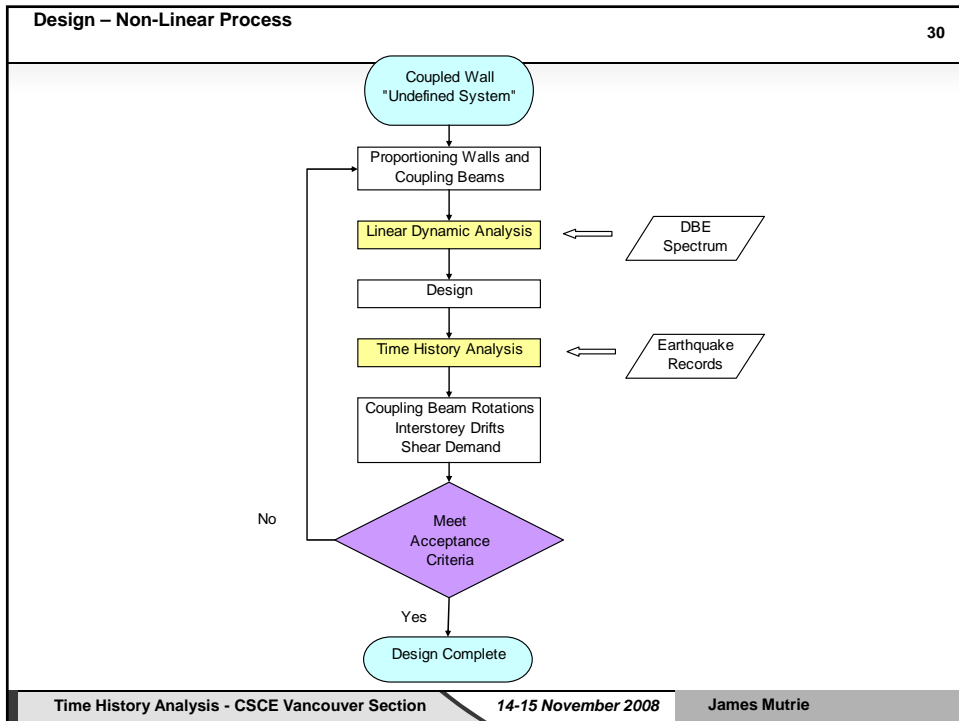 Design – Non-Linear Process
30
Coupled Wall
"Undefined System"
Proportioning Walls and
Coupling Beams
Linear Dynamic Analysis
DBE
Spectrum
Design
Time History Analysis
Earthquake
Records
Coupling Beam Rotations
Interstorey Drifts
Shear Demand
No
Meet
Acceptance
Criteria
Yes
Design Complete
Time History Analysis - CSCE Vancouver Section
14-15 November 2008
James Mutrie